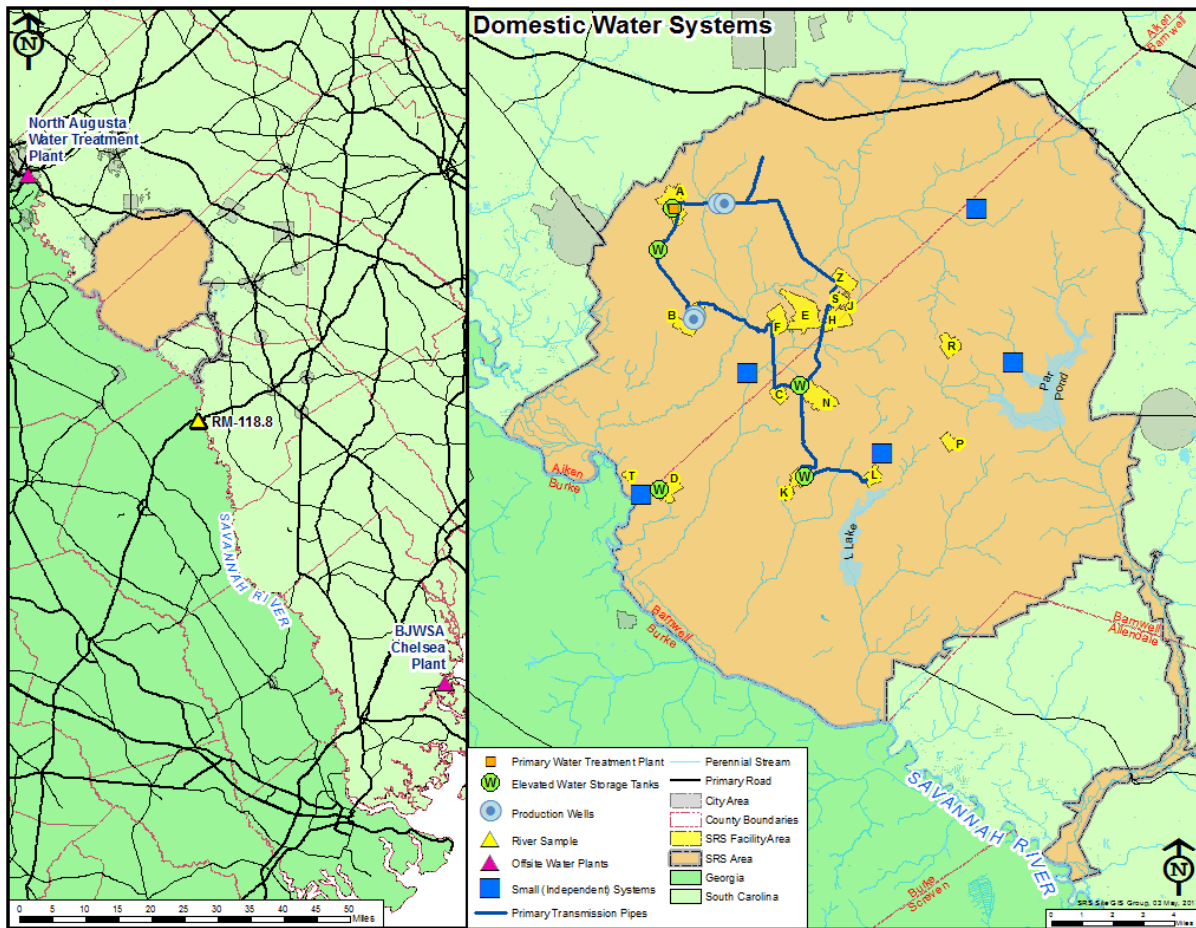 Domestic Water Systems
N
North Augusta
Water Treatment
Plant
RM-118.8
SAVANNAH RIVER
BJWSA
Chelsea
Plant
0 5 10 15 20 25 30 35 40 45 50
Miles
Aiken
Barnwell
A
W
Z
S
J
H
E
F
B
R
Par
Pond
W
C
N
P
L
W
K
T
D
W
L Lake
Aiken
Burke
Barnwell
Burke
Barnwell
Allendale
SAVANNAH RIVER
Burke
Screven
Primary Water Treatment Plant
W Elevated Water Storage Tanks
Production Wells
River Sample
Offsite Water Plants
Small (Independent) Systems
Primary Transmission Pipes
Perennial Stream
Primary Road
City Area
County Boundaries
SRS Facility Area
SRS Area
Georgia
South Carolina
N
0 1 2 3 4
Miles